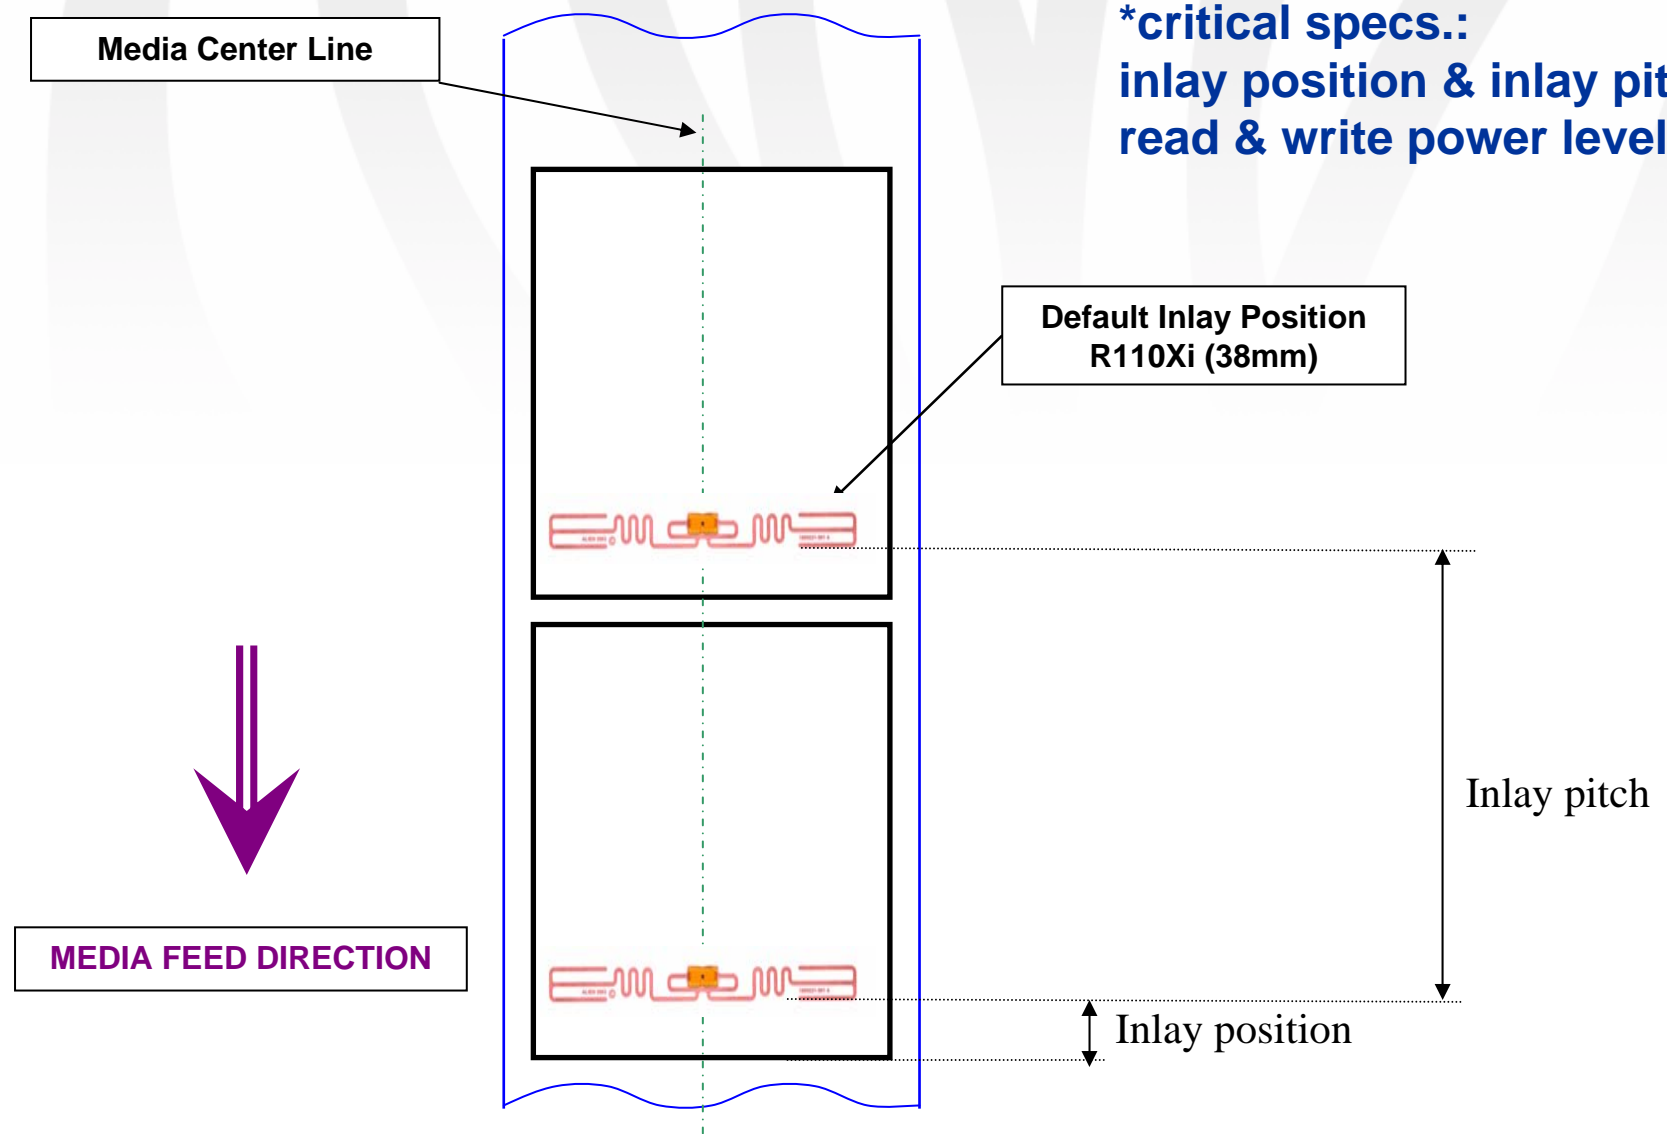 *critical specs.:
inlay position & inlay pit
read & write power level
Media Center Line
Default Inlay Position
R110Xi (38mm)
Inlay pitch
MEDIA FEED DIRECTION
Inlay position